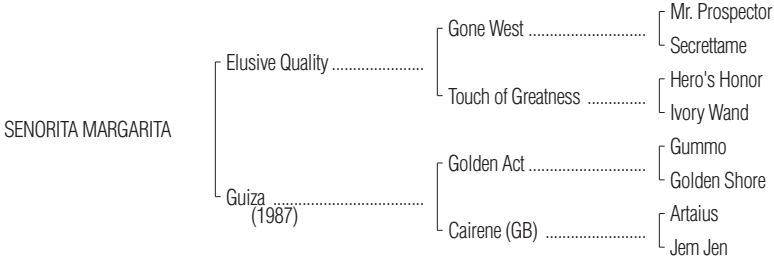 Mr. Prospector
Gone West ............................
Secrettame
Elusive Quality ......................
Hero's Honor
Touch of Greatness ..............
Ivory Wand
SENORITA MARGARITA
Gummo
Golden Act ............................
Golden Shore
Guiza ....................................
(1987)
Artaius
Cairene (GB) ........................
Jem Jen